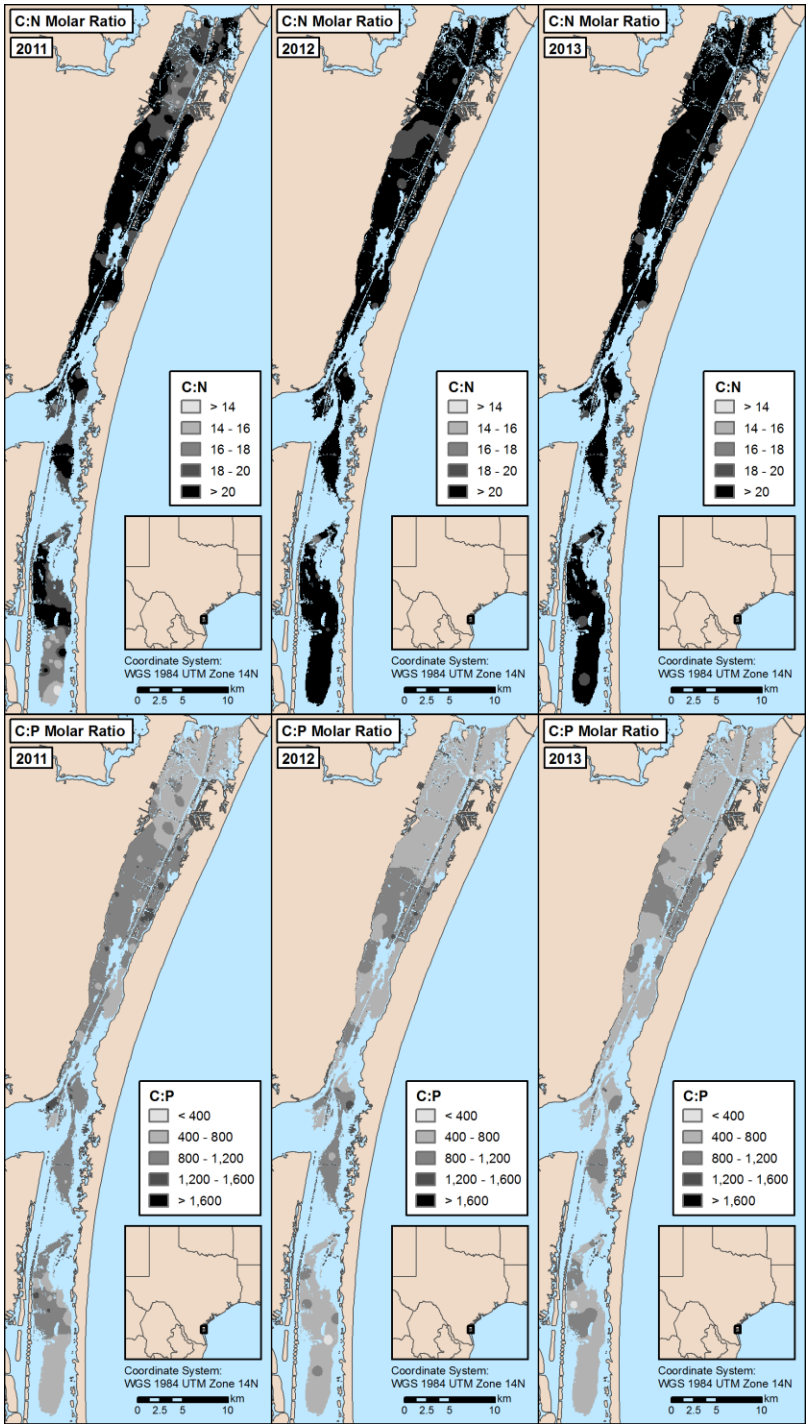 C:N Molar Ratio
2011
C:N
> 14
14 - 16
16 - 18
18 - 20
> 20
Coordinate System:
WGS 1984 UTM Zone 14N
km
0 2.5 5 10
C:N Molar Ratio
2012
C:N
> 14
14 - 16
16 - 18
18 - 20
> 20
Coordinate System:
WGS 1984 UTM Zone 14N
km
0 2.5 5 10
C:N Molar Ratio
2013
C:N
> 14
14 - 16
16 - 18
18 - 20
> 20
Coordinate System:
WGS 1984 UTM Zone 14N
km
0 2.5 5 10
C:P Molar Ratio
2011
C:P
< 400
400 - 800
800 - 1,200
1,200 - 1,600
> 1,600
Coordinate System:
WGS 1984 UTM Zone 14N
km
0 2.5 5 10
C:P Molar Ratio
2012
C:P
< 400
400 - 800
800 - 1,200
1,200 - 1,600
> 1,600
Coordinate System:
WGS 1984 UTM Zone 14N
km
0 2.5 5 10
C:P Molar Ratio
2013
C:P
< 400
400 - 800
800 - 1,200
1,200 - 1,600
> 1,600
Coordinate System:
WGS 1984 UTM Zone 14N
km
0 2.5 5 10